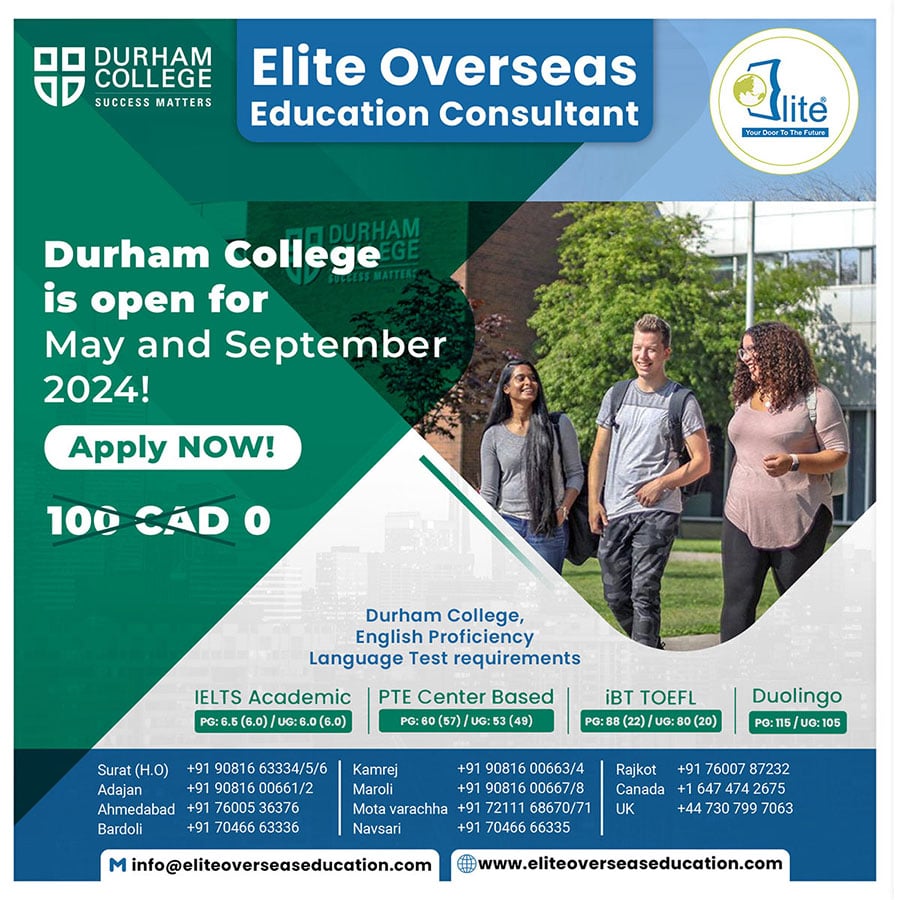 DURHAM
COLLEGE
SUCCESS MATTERS
Elite Overseas
Education Consultant
Elite®
Your Door To The Future
DURHAM
COLLEGE
SUCCESS MATTERS
Durham College
is open for
May and September
2024!
Apply NOW!
100 CAD 0
Durham College,
English Proficiency
Language Test requirements
IELTS Academic
PG: 6.5 (6.0) / UG: 6.0 (6.0)
PTE Center Based
PG: 60 (57) / UG: 53 (49)
iBT TOEFL
PG: 88 (22) / UG: 80 (20)
Duolingo
PG: 115 / UG: 105
Surat (H.O) +91 90816 63334/5/6
Adajan +91 90816 00661/2
Ahmedabad +91 76005 36376
Bardoli +91 70466 63336
Kamrej +91 90816 00663/4
Maroli +91 90816 00667/8
Mota varachha +91 72111 68670/71
Navsari +91 70466 66335
Rajkot +91 76007 87232
Canada +1 647 474 2675
UK +44 730 799 7063
info@eliteoverseaseducation.com
www.eliteoverseaseducation.com